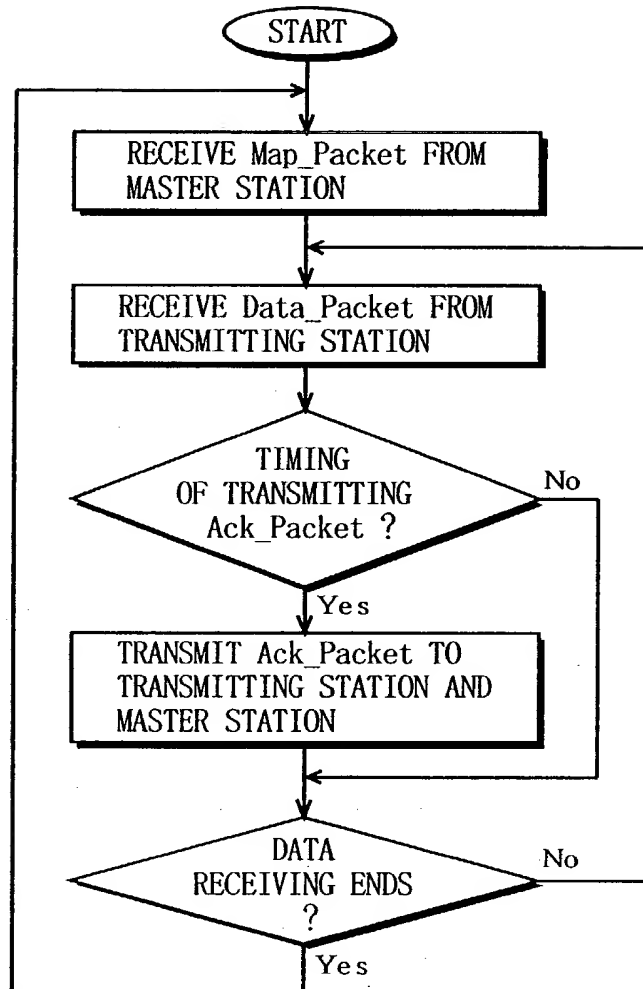 START
RECEIVE Map_Packet FROM
MASTER STATION
RECEIVE Data_Packet FROM
TRANSMITTING STATION
TIMING
OF TRANSMITTING
Ack_Packet ?
No
Yes
TRANSMIT Ack_Packet TO
TRANSMITTING STATION AND
MASTER STATION
DATA
RECEIVING ENDS
?
No
Yes